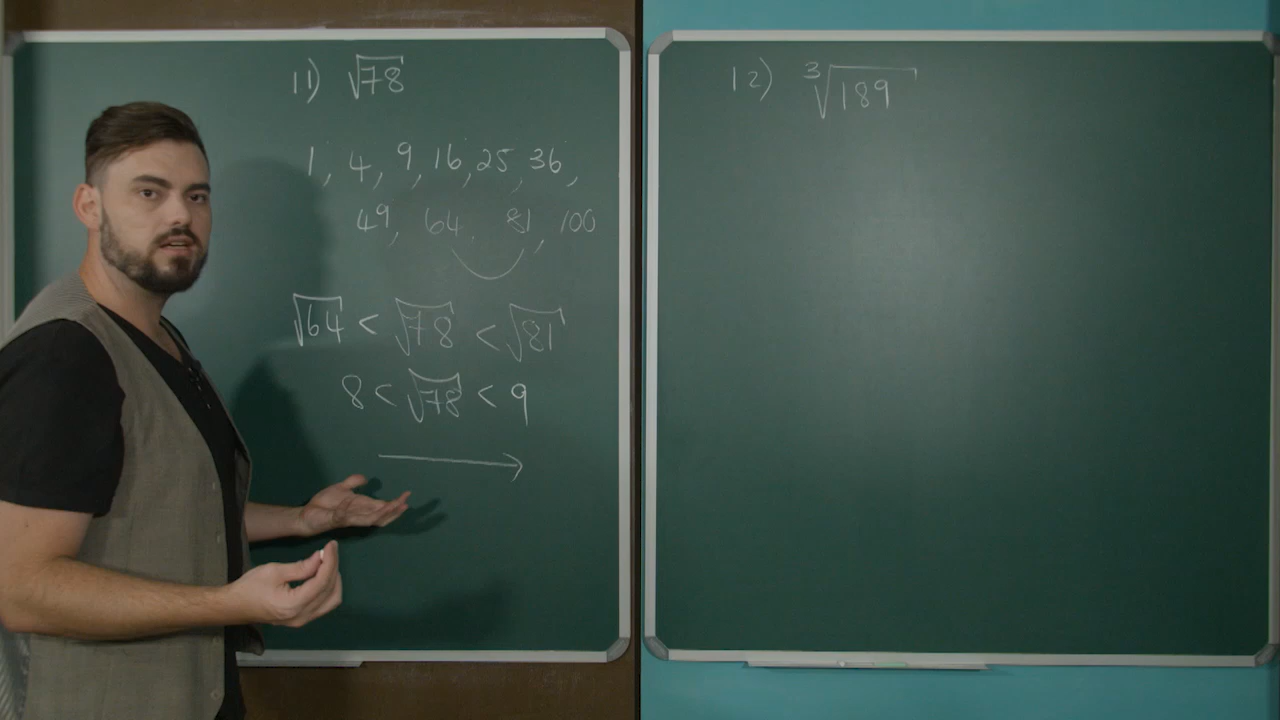 11) √78
1, 4, 9, 16, 25, 36,
49, 64, 81, 100
√64 < √78 < √81
8 < √78 < 9
12) ³√189